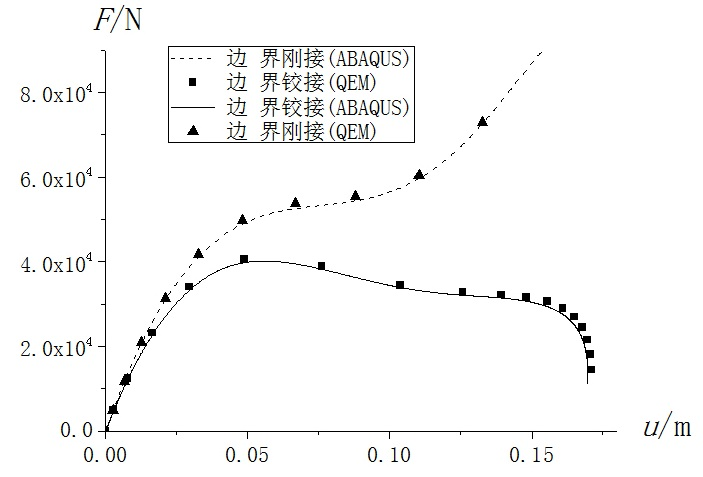 F/N
边 界刚接(ABAQUS)
边 界铰接(QEM)
边 界铰接(ABAQUS)
边 界刚接(QEM)
8.0x10⁴
6.0x10⁴
4.0x10⁴
2.0x10⁴
0.0
0.00 0.05 0.10 0.15
u/m